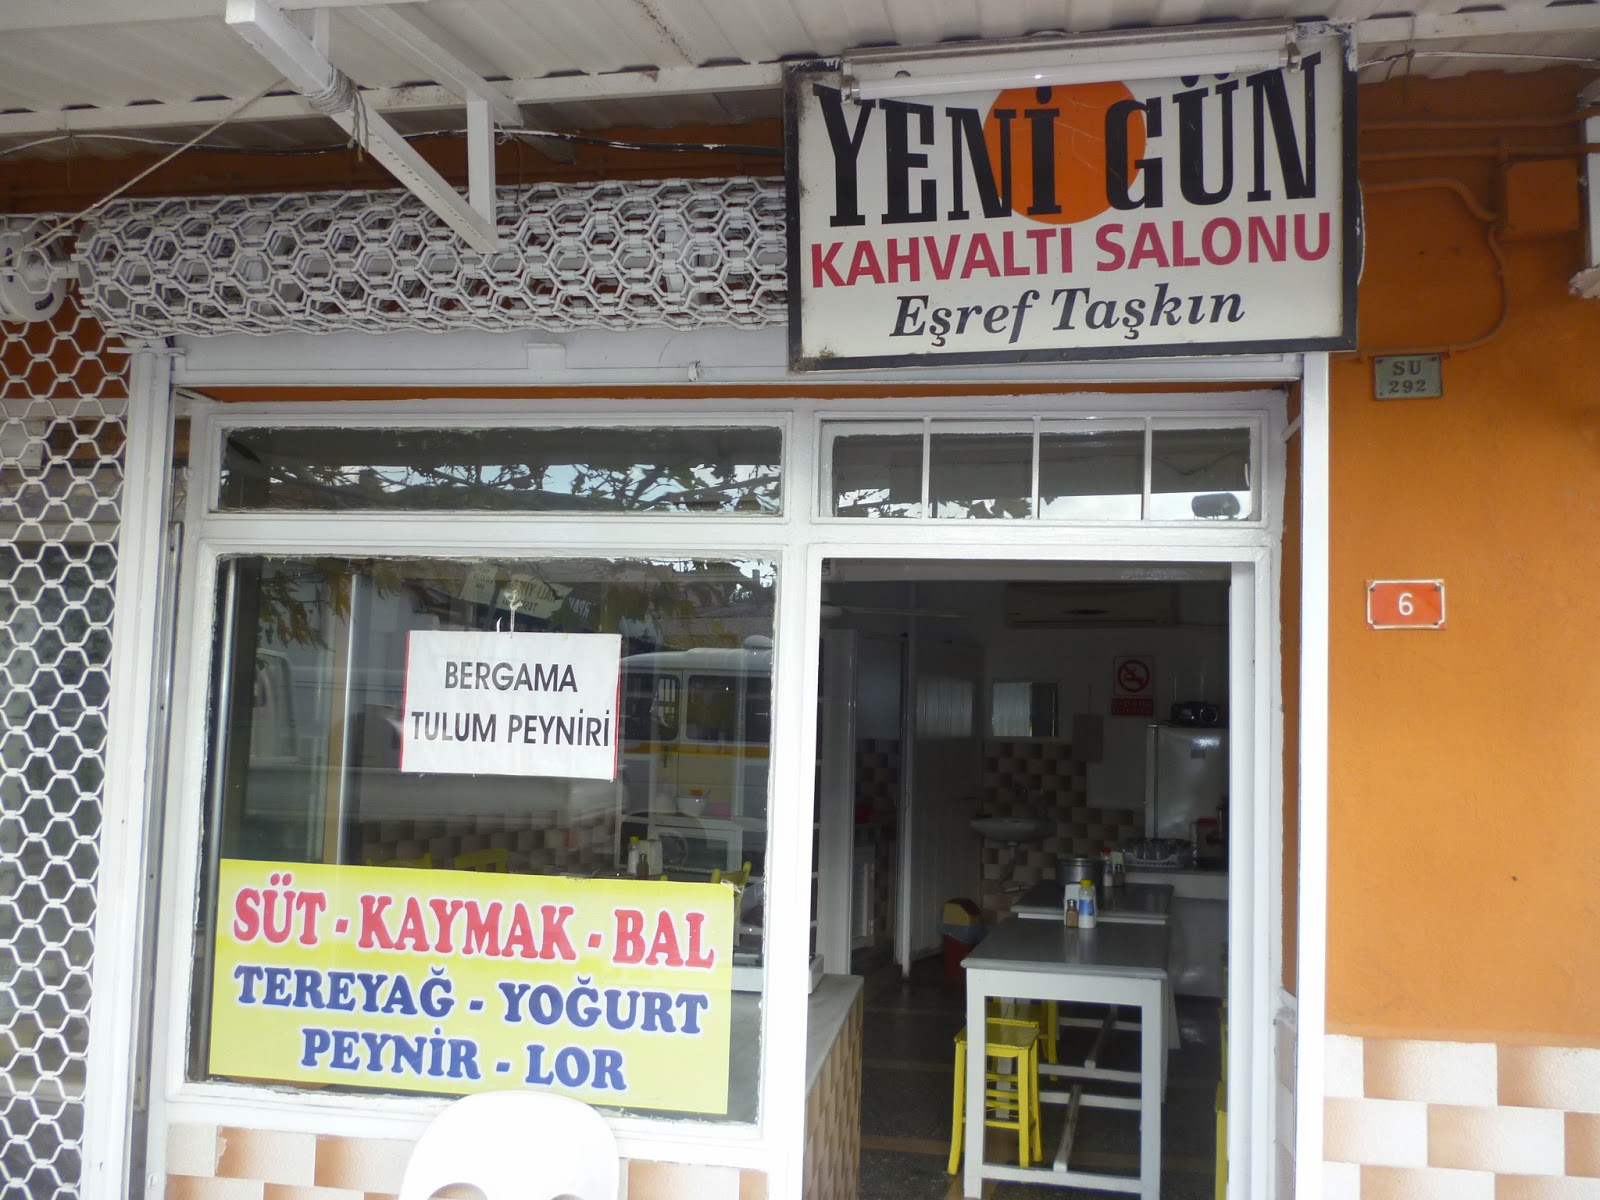 YENİ GÜN
KAHVALTI SALONU
Eşref Taşkın
SU
292
6
BERGAMA
TULUM PEYNİRİ
SÜT - KAYMAK - BAL
TEREYAĞ - YOĞURT
PEYNİR - LOR